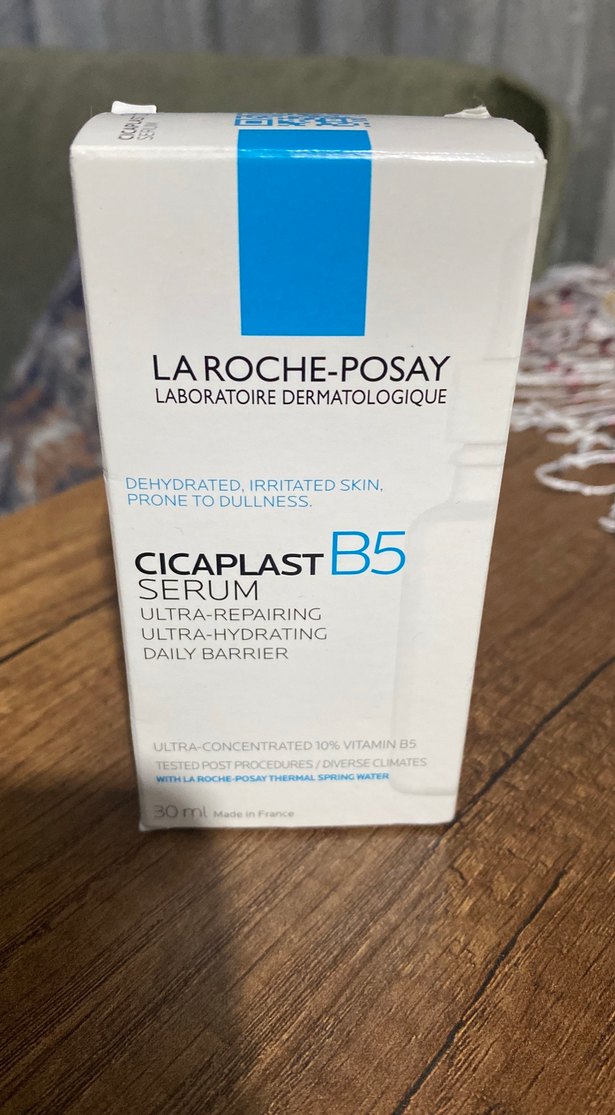 CICAPLAST
SERUM
LA ROCHE-POSAY
LABORATOIRE DERMATOLOGIQUE
DEHYDRATED, IRRITATED SKIN,
PRONE TO DULLNESS.
CICAPLAST B5
SERUM
ULTRA-REPAIRING
ULTRA-HYDRATING
DAILY BARRIER
ULTRA-CONCENTRATED 10% VITAMIN B5
TESTED POST PROCEDURES / DIVERSE CLIMATES
WITH LA ROCHE-POSAY THERMAL SPRING WATER
30 ml Made in France